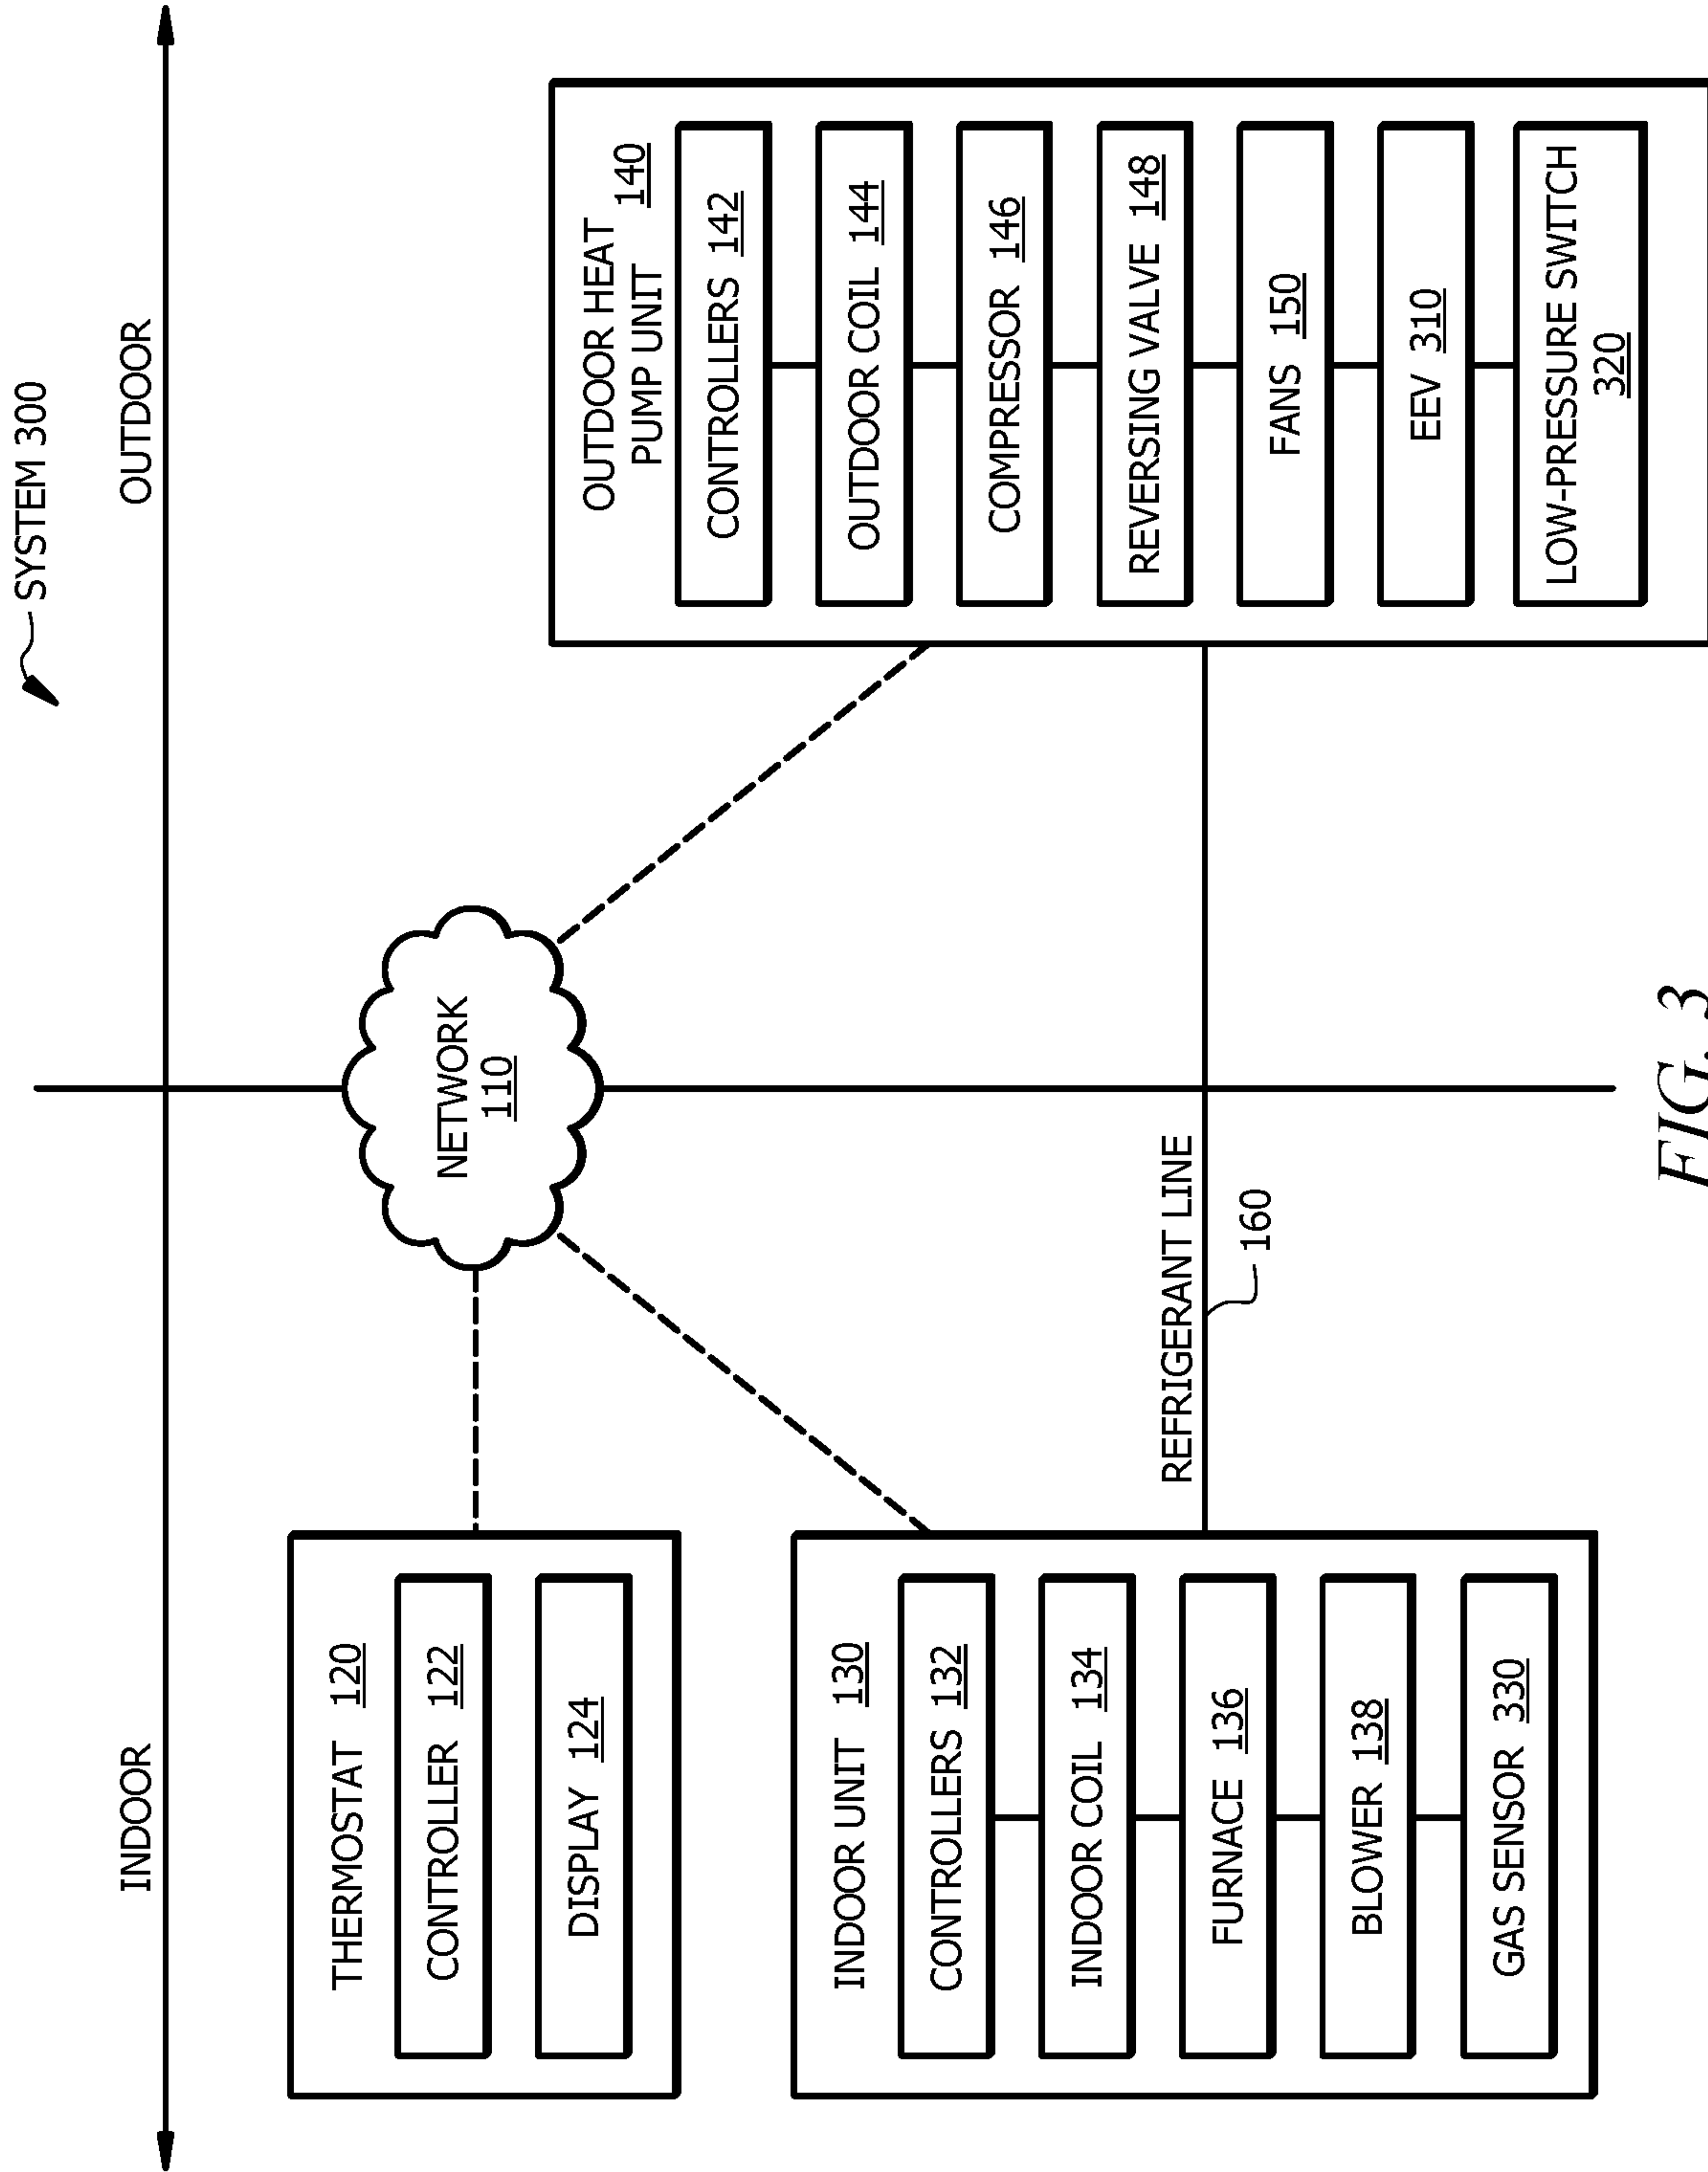 SYSTEM 300
INDOOR
OUTDOOR
THERMOSTAT 120
CONTROLLER 122
DISPLAY 124
NETWORK
110
INDOOR UNIT 130
CONTROLLERS 132
INDOOR COIL 134
FURNACE 136
BLOWER 138
GAS SENSOR 330
REFRIGERANT LINE
160
OUTDOOR HEAT
PUMP UNIT 140
CONTROLLERS 142
OUTDOOR COIL 144
COMPRESSOR 146
REVERSING VALVE 148
FANS 150
EEV 310
LOW-PRESSURE SWITCH
320
FIG. 3